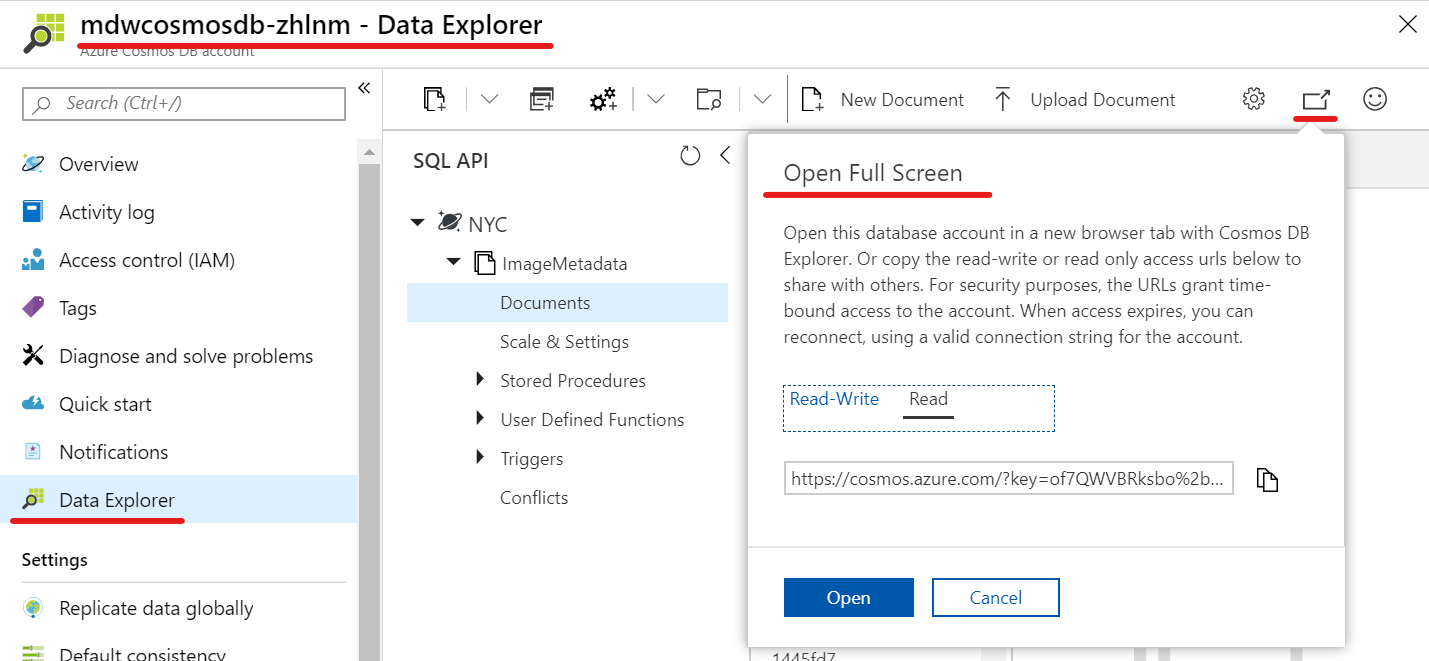 mdwcosmosdb-zhlnm - Data Explorer
Azure Cosmos DB account
Search (Ctrl+/)
Overview
Activity log
Access control (IAM)
Tags
Diagnose and solve problems
Quick start
Notifications
Data Explorer
Settings
Replicate data globally
Default consistency
New Document
Upload Document
SQL API
NYC
ImageMetadata
Documents
Scale & Settings
Stored Procedures
User Defined Functions
Triggers
Conflicts
Open Full Screen
Open this database account in a new browser tab with Cosmos DB
Explorer. Or copy the read-write or read only access urls below to
share with others. For security purposes, the URLs grant time-
bound access to the account. When access expires, you can
reconnect, using a valid connection string for the account.
Read-Write Read
https://cosmos.azure.com/?key=of7QWVBRksbo%2b...
Open Cancel
1445fd7